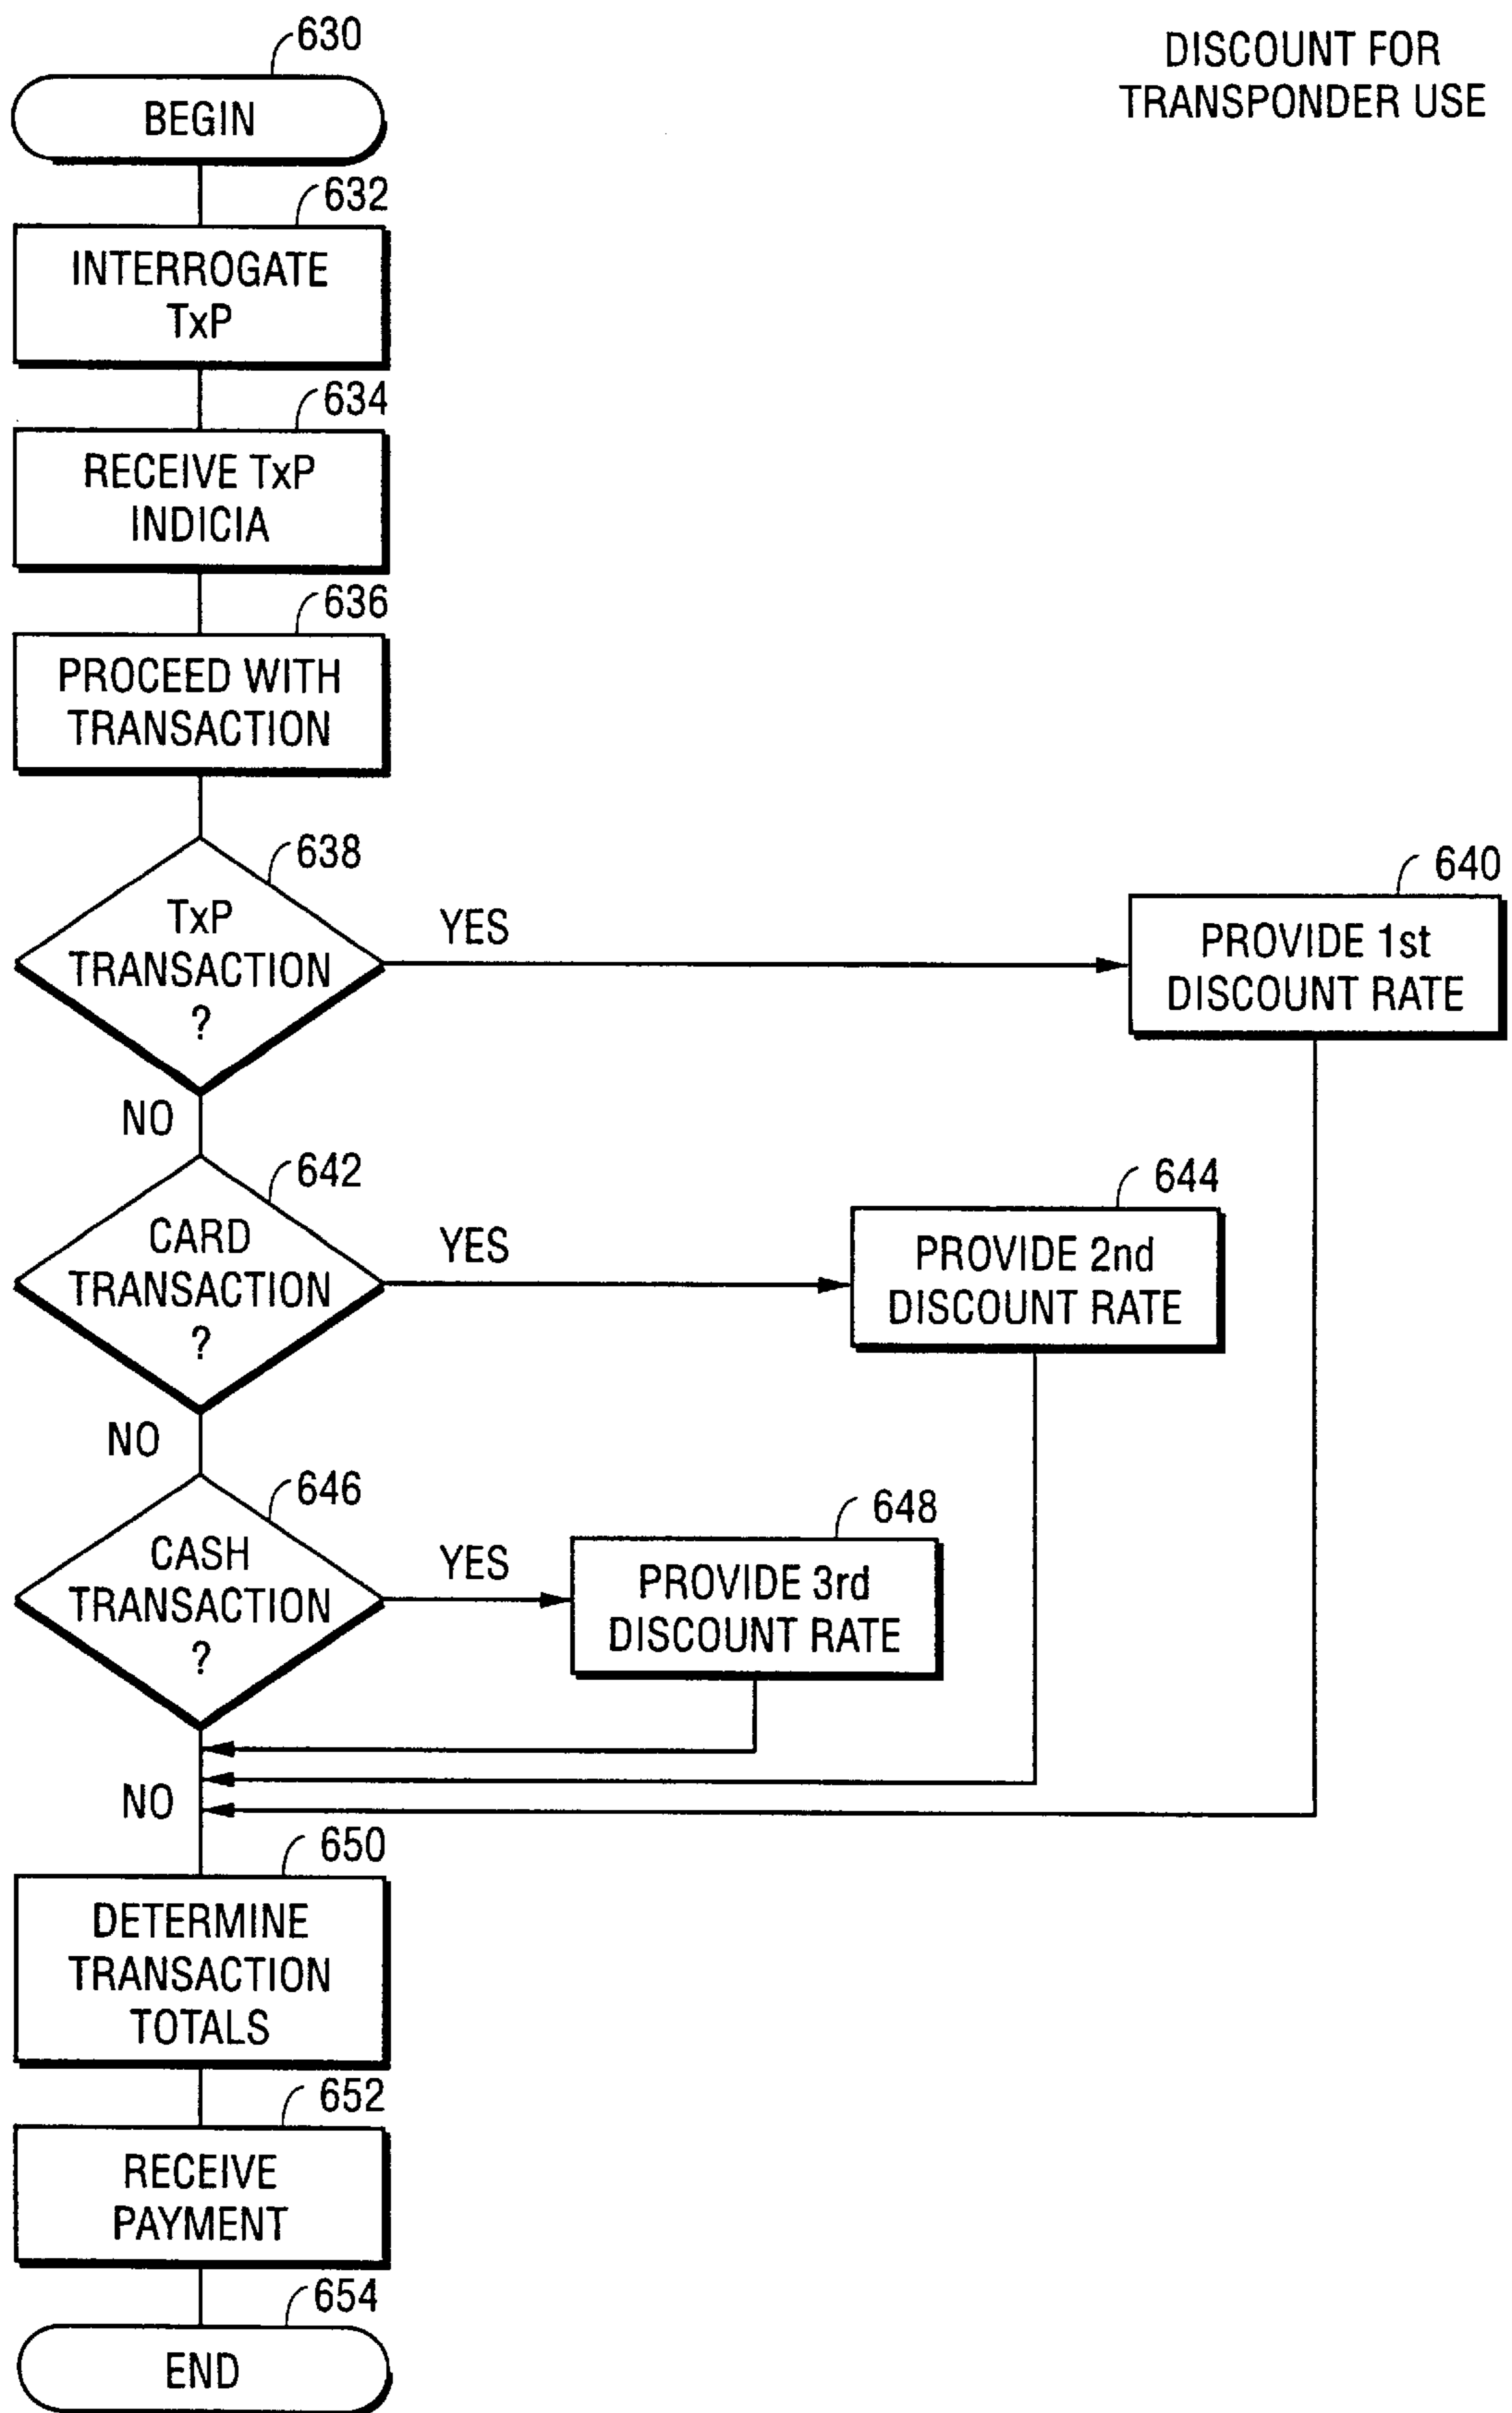 630
DISCOUNT FOR
TRANSPONDER USE
BEGIN
632
INTERROGATE
TxP
634
RECEIVE TxP
INDICIA
636
PROCEED WITH
TRANSACTION
638
TxP
TRANSACTION
?
YES
640
PROVIDE 1st
DISCOUNT RATE
NO
642
CARD
TRANSACTION
?
YES
644
PROVIDE 2nd
DISCOUNT RATE
NO
646
CASH
TRANSACTION
?
YES
648
PROVIDE 3rd
DISCOUNT RATE
NO
650
DETERMINE
TRANSACTION
TOTALS
652
RECEIVE
PAYMENT
654
END